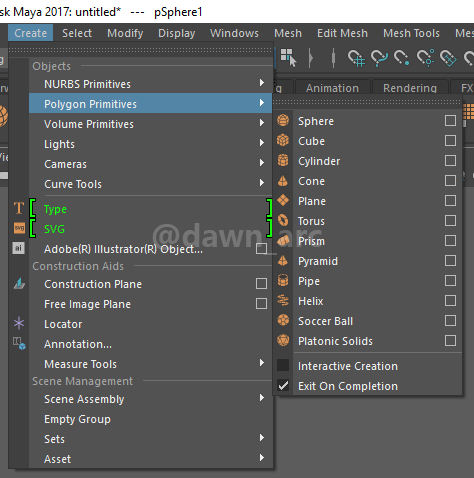 sk Maya 2017: untitled* --- pSphere1
Create Select Modify Display Windows Mesh Edit Mesh Mesh Tools Mesh
Animation Rendering FX
Objects
NURBS Primitives
Polygon Primitives
Volume Primitives
Lights
Cameras
Curve Tools
T Type
svg SVG
ai Adobe(R) Illustrator(R) Object...
Construction Aids
Construction Plane
Free Image Plane
Locator
Annotation...
Measure Tools
Scene Management
Scene Assembly
Empty Group
Sets
Asset
Sphere
Cube
Cylinder
Cone
Plane
Torus
Prism
Pyramid
Pipe
Helix
Soccer Ball
Platonic Solids
Interactive Creation
Exit On Completion
@dawn_arc